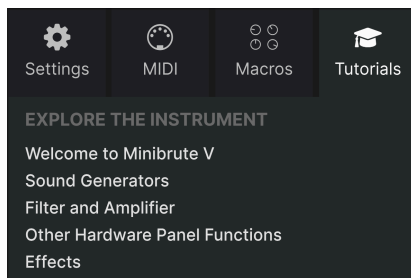 Settings
MIDI
Macros
Tutorials
EXPLORE THE INSTRUMENT
Welcome to Minibrute V
Sound Generators
Filter and Amplifier
Other Hardware Panel Functions
Effects